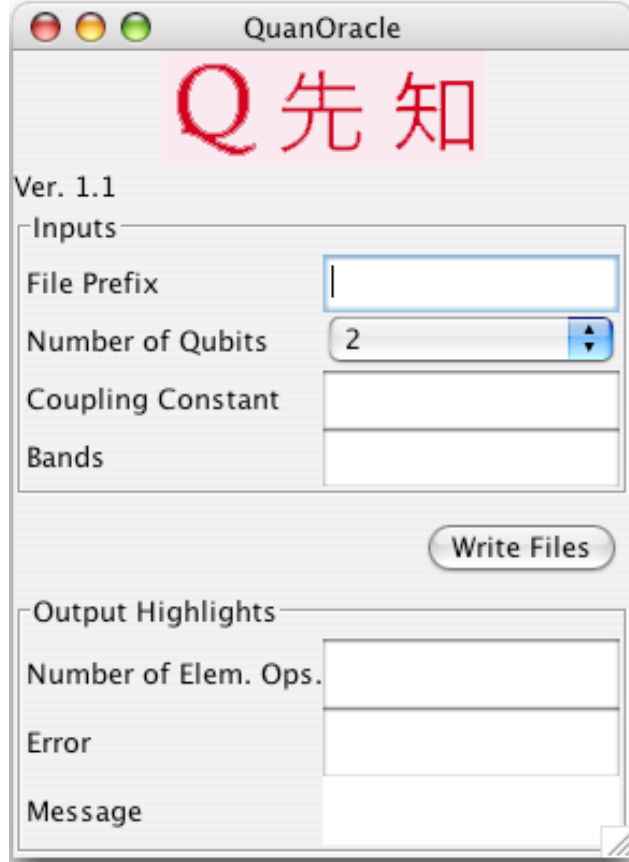 QuanOracle
Q 先 知
Ver. 1.1
Inputs
File Prefix
Number of Qubits 2
Coupling Constant
Bands
Write Files
Output Highlights
Number of Elem. Ops.
Error
Message